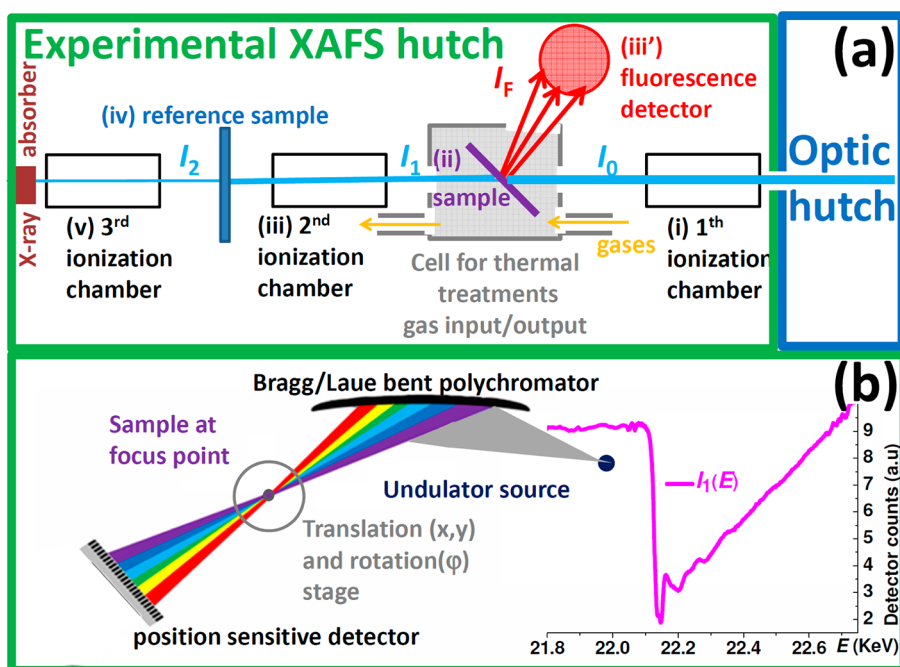 Experimental XAFS hutch
(a)
(iii')
fluorescence
detector
I_F
X-ray absorber
(iv) reference sample
I_2
I_1
(ii)
sample
I_0
Optic
hutch
(v) 3rd
ionization
chamber
(iii) 2nd
ionization
chamber
gases
(i) 1th
ionization
chamber
Cell for thermal
treatments
gas input/output
(b)
Bragg/Laue bent polychromator
Sample at
focus point
Undulator source
Translation (x,y)
and rotation(φ)
stage
position sensitive detector
I_1(E)
9
8
7
6
5
4
3
2
Detector counts (a.u)
21.8 22.0 22.2 22.4 22.6 E (KeV)